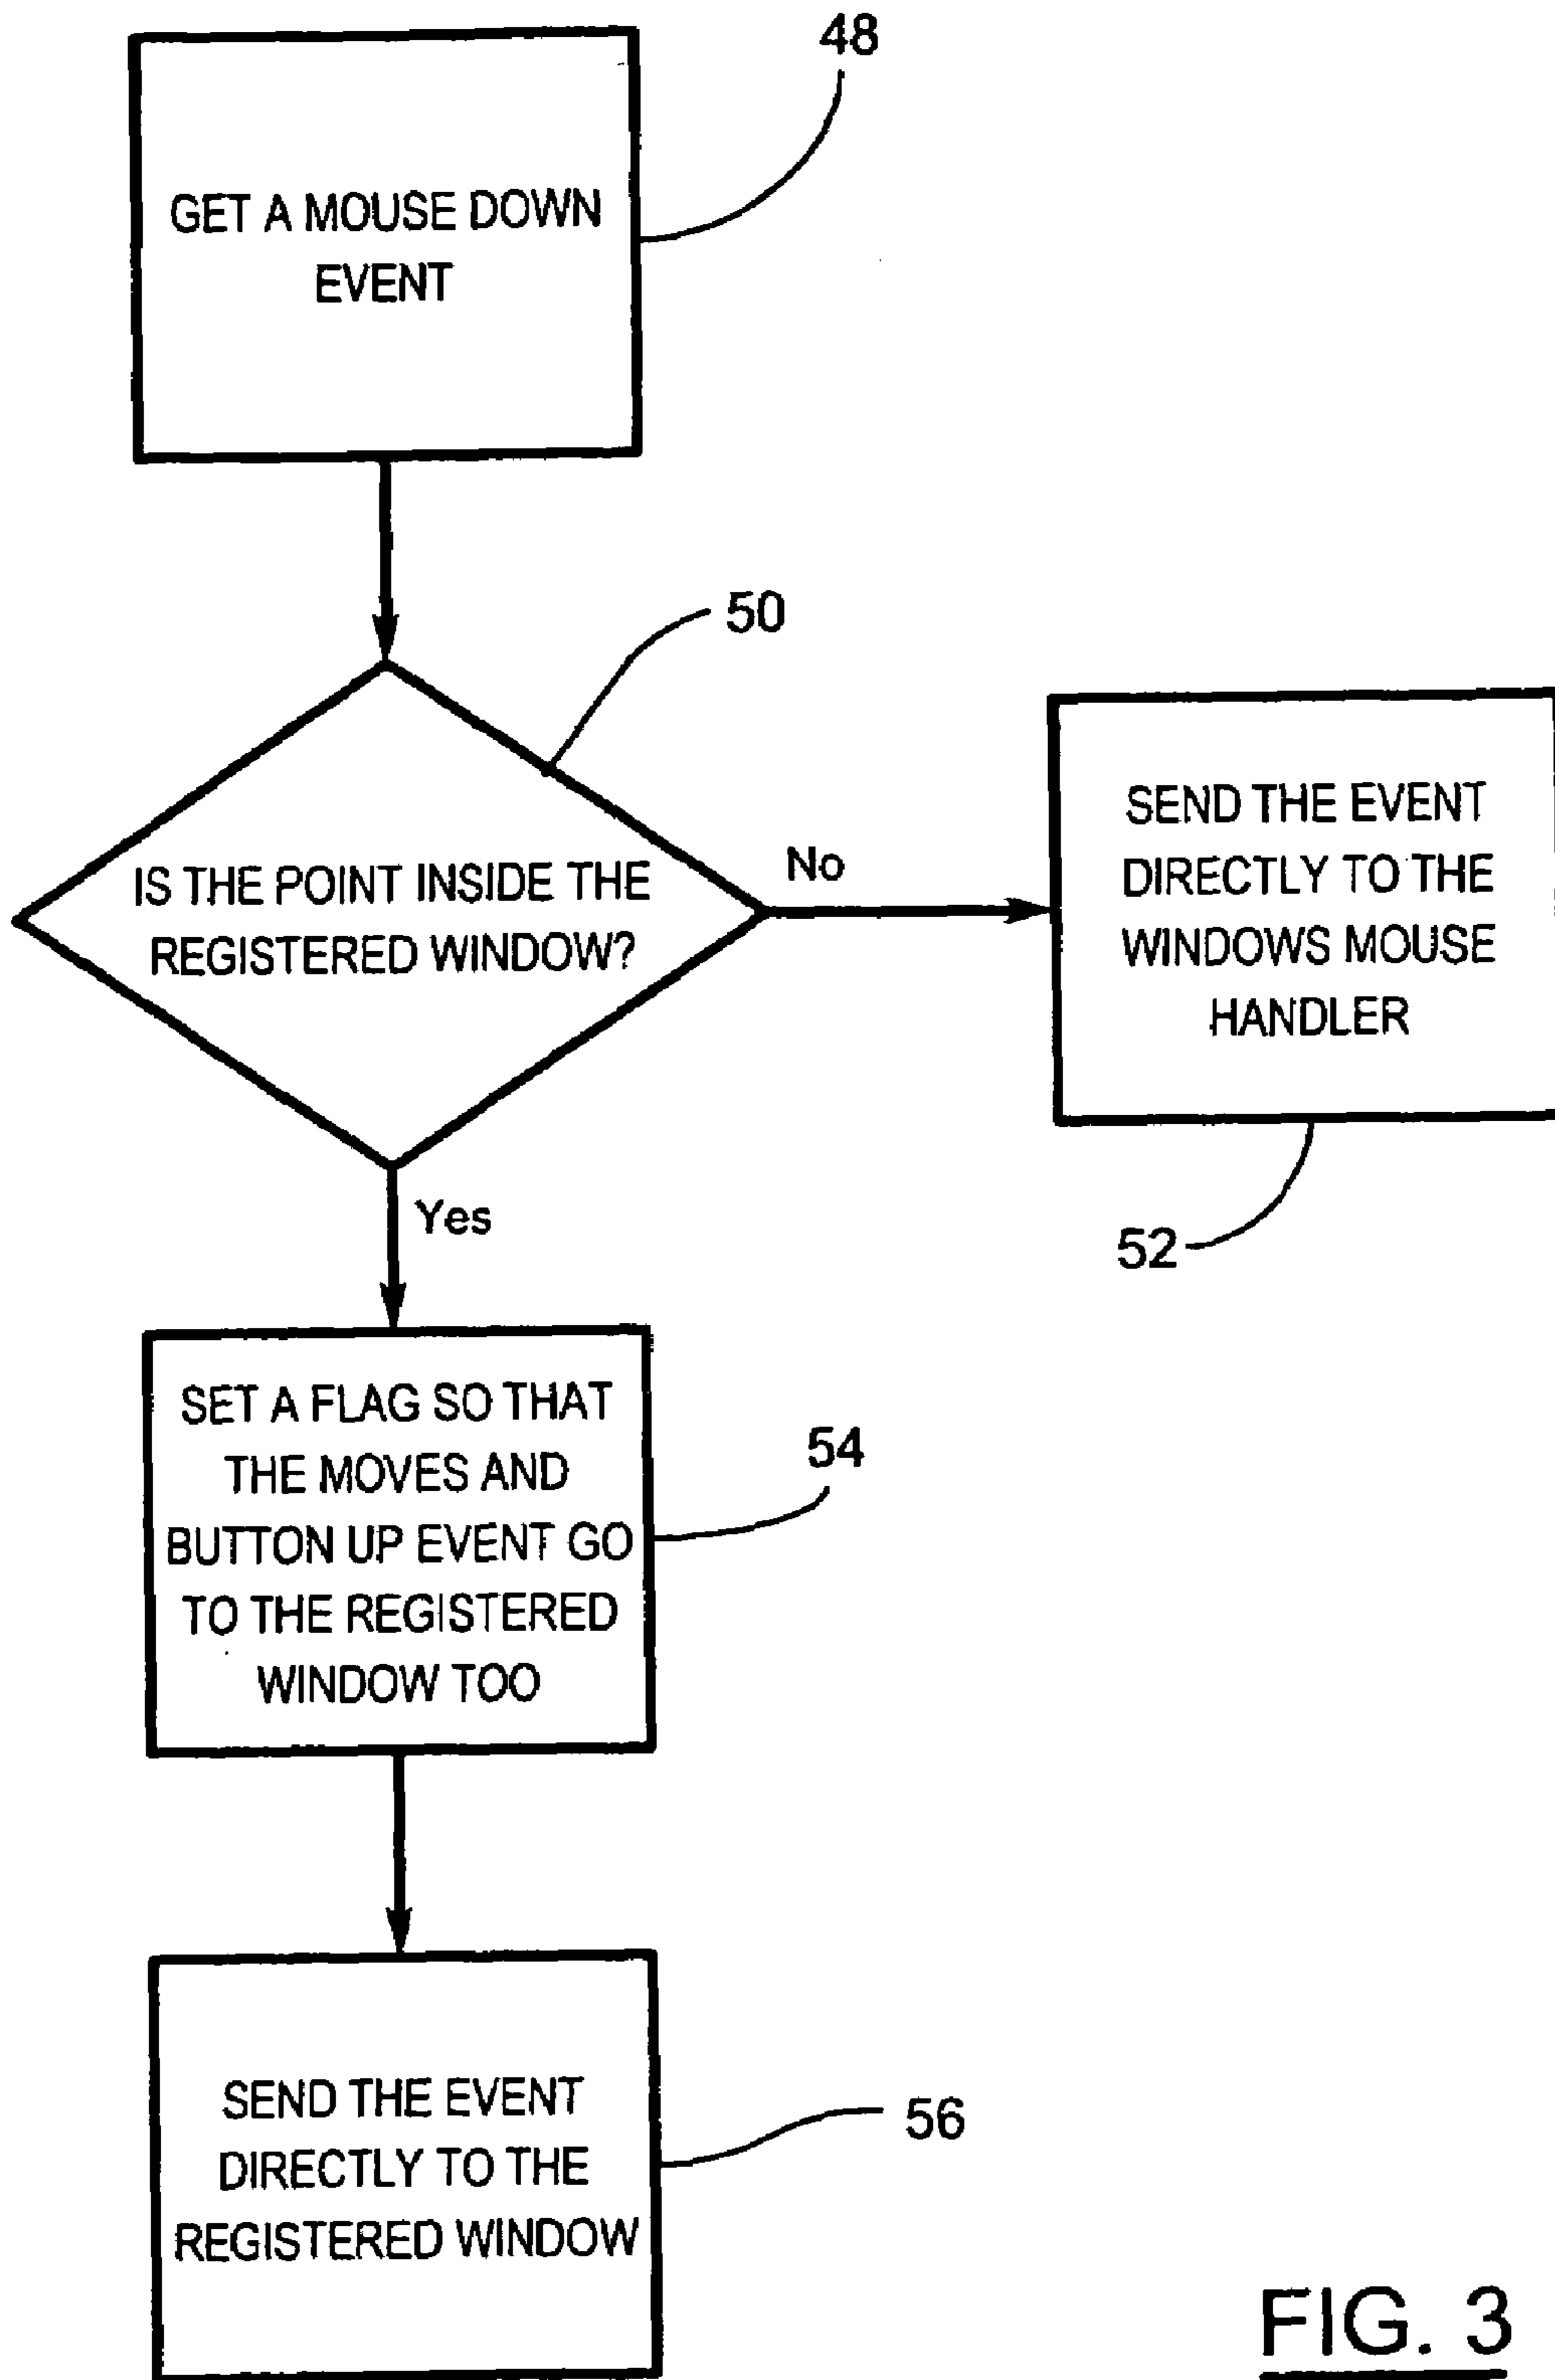 48
GET A MOUSE DOWN
EVENT
50
IS THE POINT INSIDE THE
REGISTERED WINDOW?
No
SEND THE EVENT
DIRECTLY TO THE
WINDOWS MOUSE
HANDLER
52
Yes
SET A FLAG SO THAT
THE MOVES AND
BUTTON UP EVENT GO
TO THE REGISTERED
WINDOW TOO
54
SEND THE EVENT
DIRECTLY TO THE
REGISTERED WINDOW
56
FIG. 3